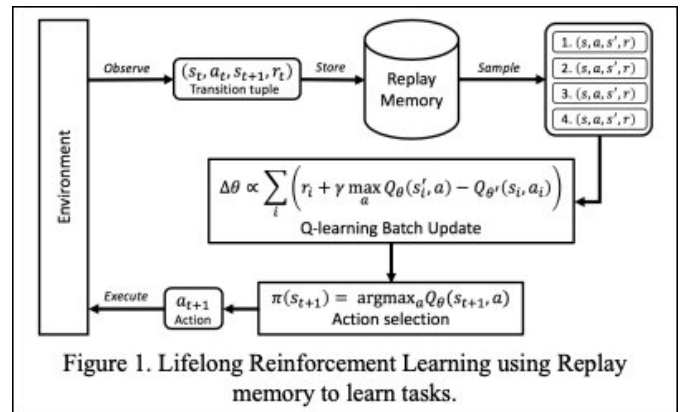 Environment
Observe
(s_t, a_t, s_{t+1}, r_t)
Transition tuple
Store
Replay
Memory
Sample
1. (s, a, s′, r)
2. (s, a, s′, r)
3. (s, a, s′, r)
4. (s, a, s′, r)
Δθ ∝ ∑_i (r_i + γ max_a Q_θ(s′_i, a) − Q_{θ′}(s_i, a_i))
Q-learning Batch Update
π(s_{t+1}) = argmax_a Q_θ(s_{t+1}, a)
Action selection
a_{t+1}
Action
Execute
Figure 1. Lifelong Reinforcement Learning using Replay
memory to learn tasks.